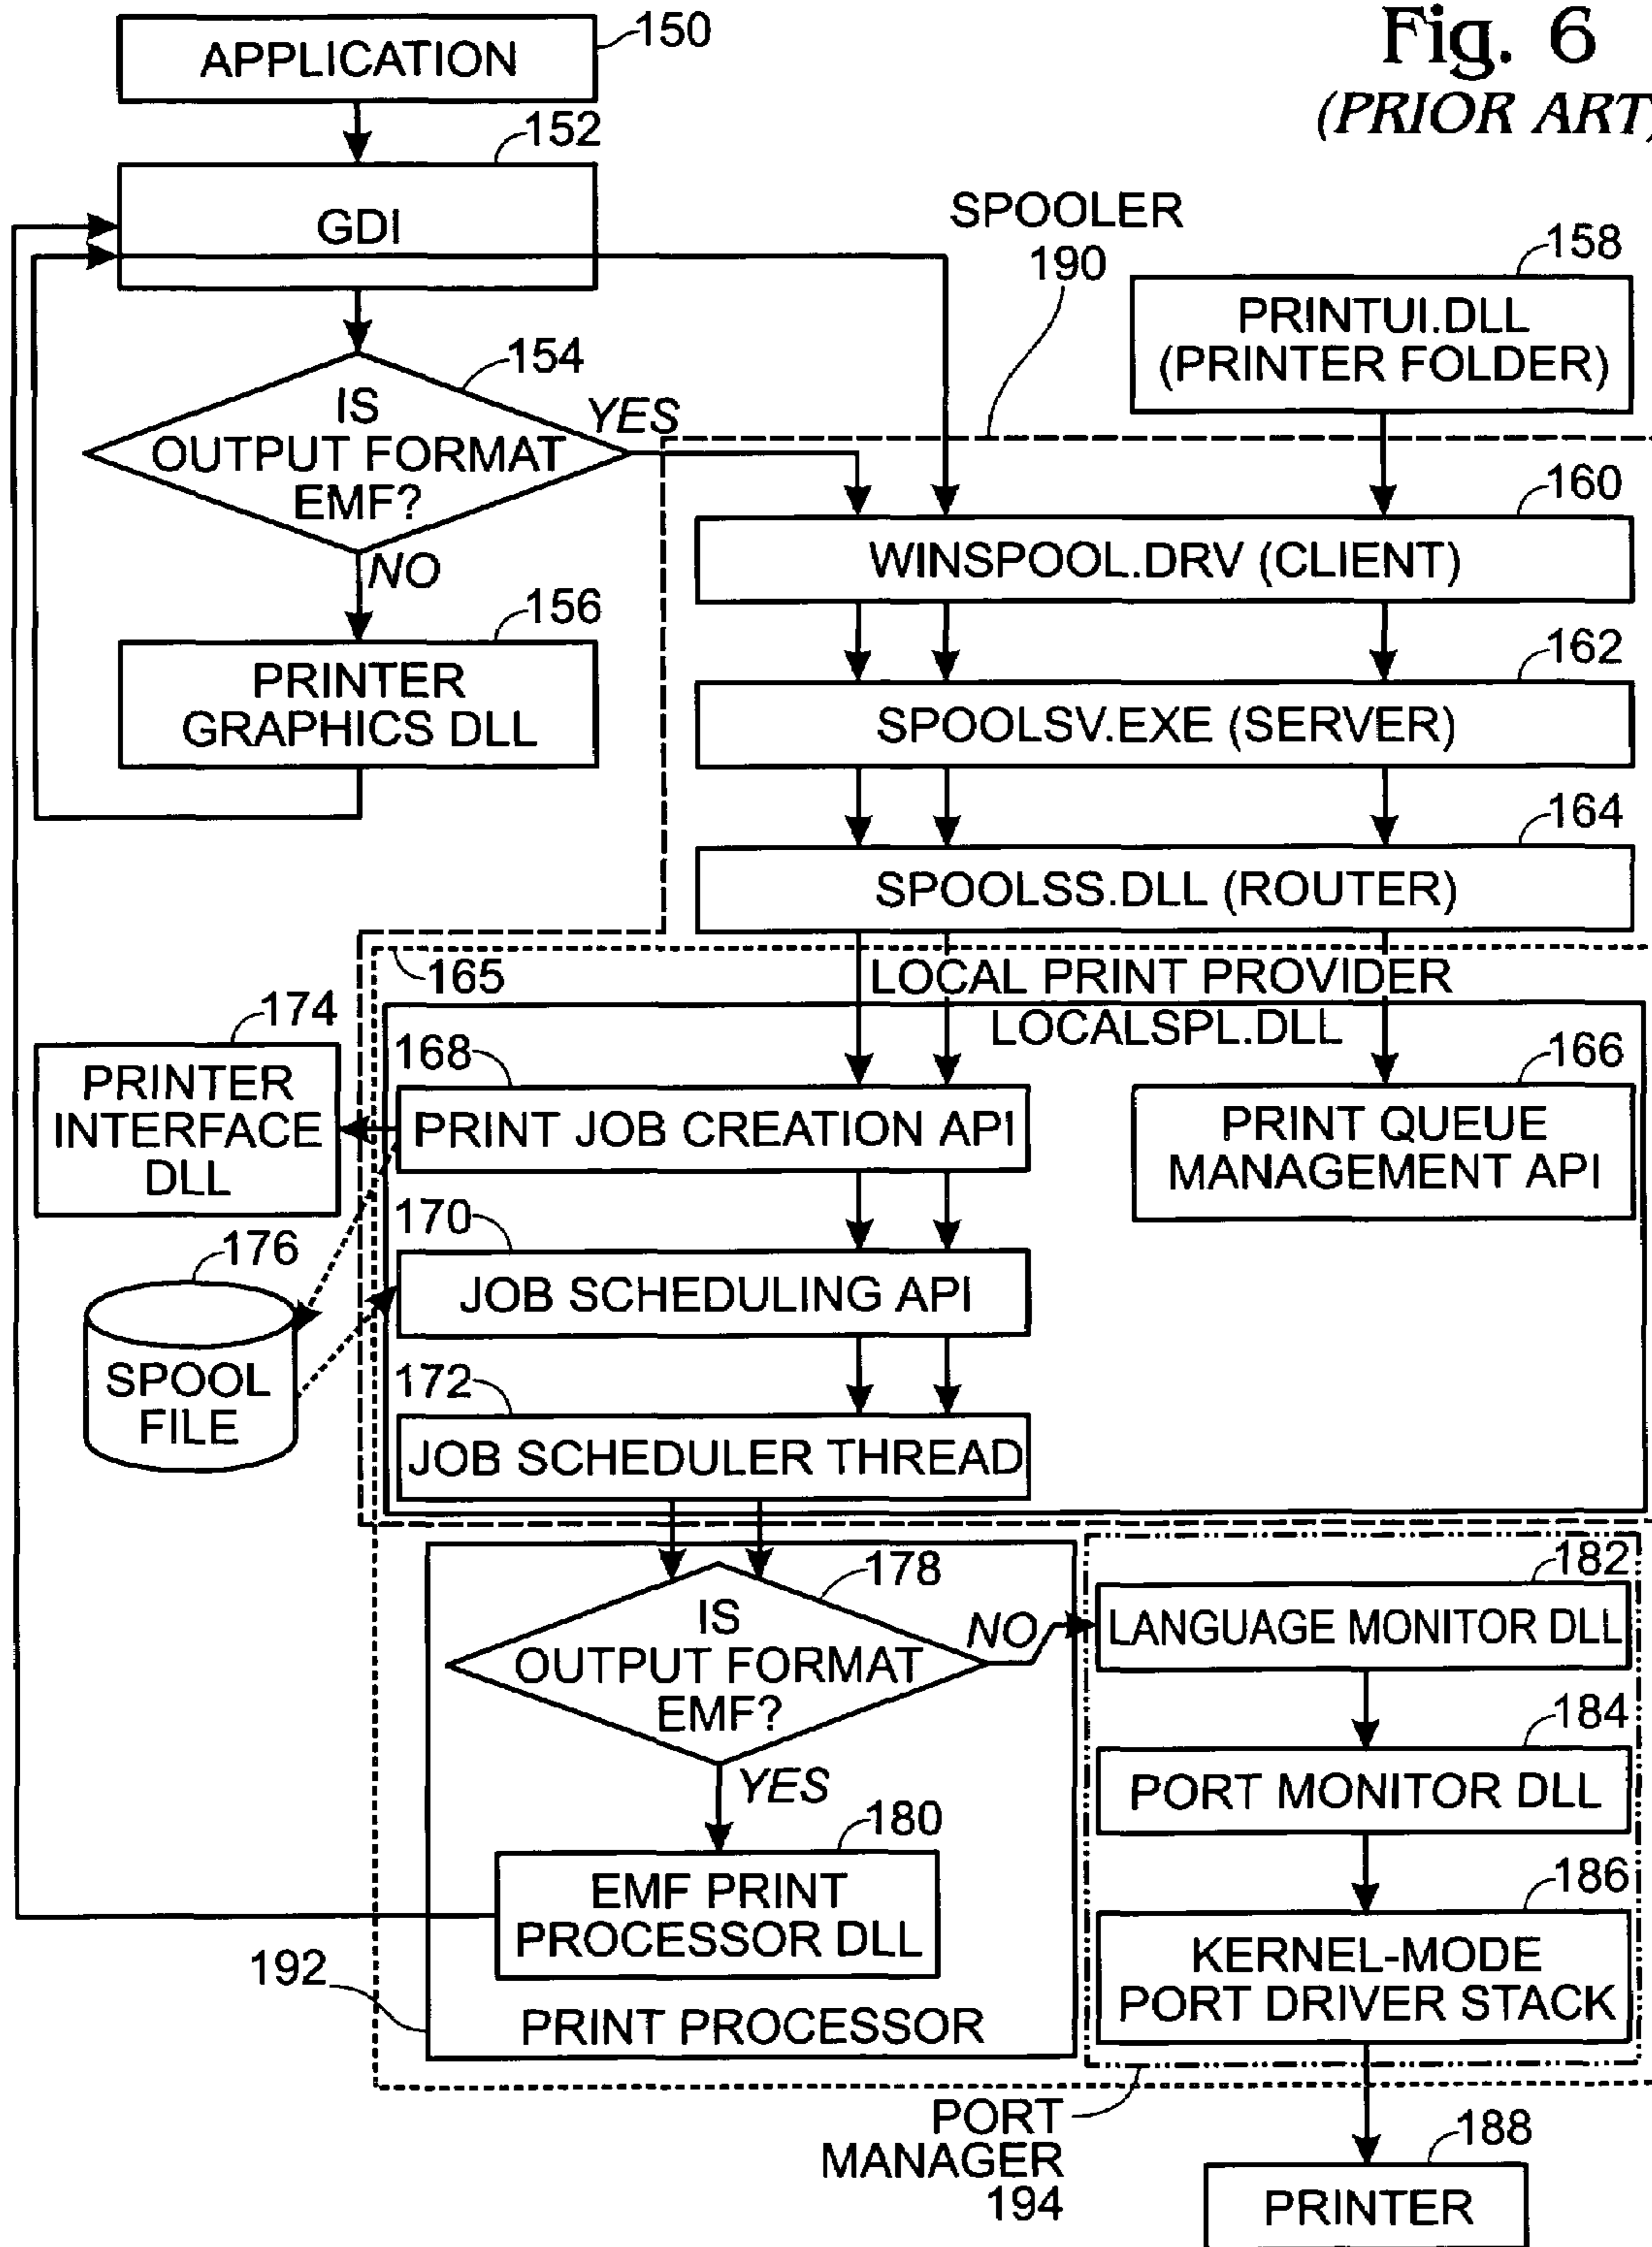 Fig. 6
(PRIOR ART)
150
APPLICATION
152
GDI
SPOOLER
190
158
PRINTUI.DLL
(PRINTER FOLDER)
154
IS
OUTPUT FORMAT
EMF?
YES
NO
160
WINSPOOL.DRV (CLIENT)
156
PRINTER
GRAPHICS DLL
162
SPOOLSV.EXE (SERVER)
164
SPOOLSS.DLL (ROUTER)
165
LOCAL PRINT PROVIDER
LOCALSPL.DLL
174
PRINTER
INTERFACE
DLL
168
PRINT JOB CREATION API
166
PRINT QUEUE
MANAGEMENT API
170
JOB SCHEDULING API
176
SPOOL
FILE
172
JOB SCHEDULER THREAD
178
IS
OUTPUT FORMAT
EMF?
NO
YES
182
LANGUAGE MONITOR DLL
184
PORT MONITOR DLL
180
EMF PRINT
PROCESSOR DLL
186
KERNEL-MODE
PORT DRIVER STACK
192
PRINT PROCESSOR
PORT
MANAGER
194
188
PRINTER